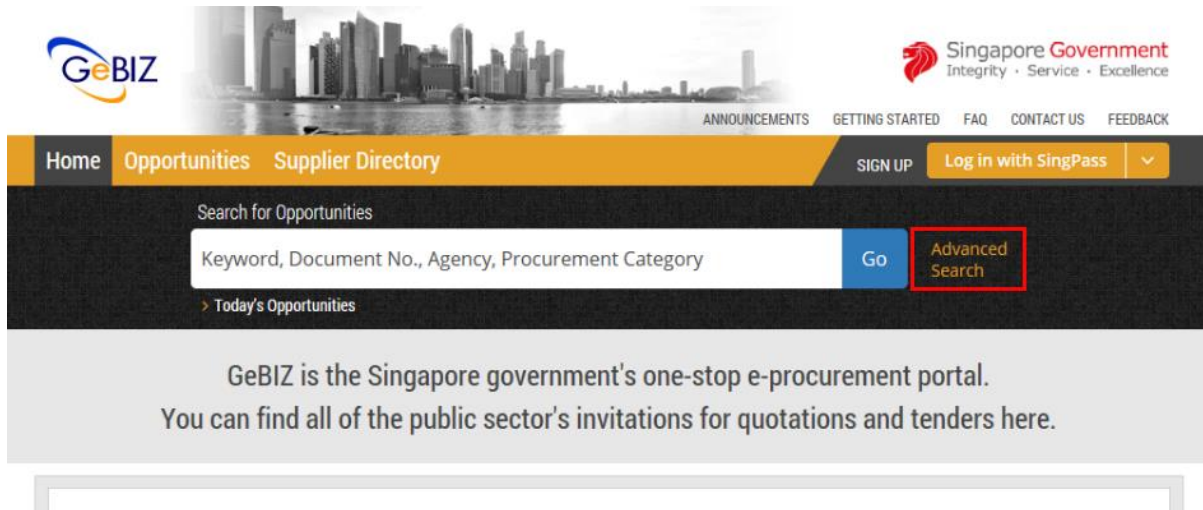 GeBIZ
Singapore Government
Integrity · Service · Excellence
ANNOUNCEMENTS GETTING STARTED FAQ CONTACT US FEEDBACK
Home Opportunities Supplier Directory SIGN UP Log in with SingPass
Search for Opportunities
Keyword, Document No., Agency, Procurement Category Go Advanced
Search
> Today's Opportunities
GeBIZ is the Singapore government's one-stop e-procurement portal.
You can find all of the public sector's invitations for quotations and tenders here.